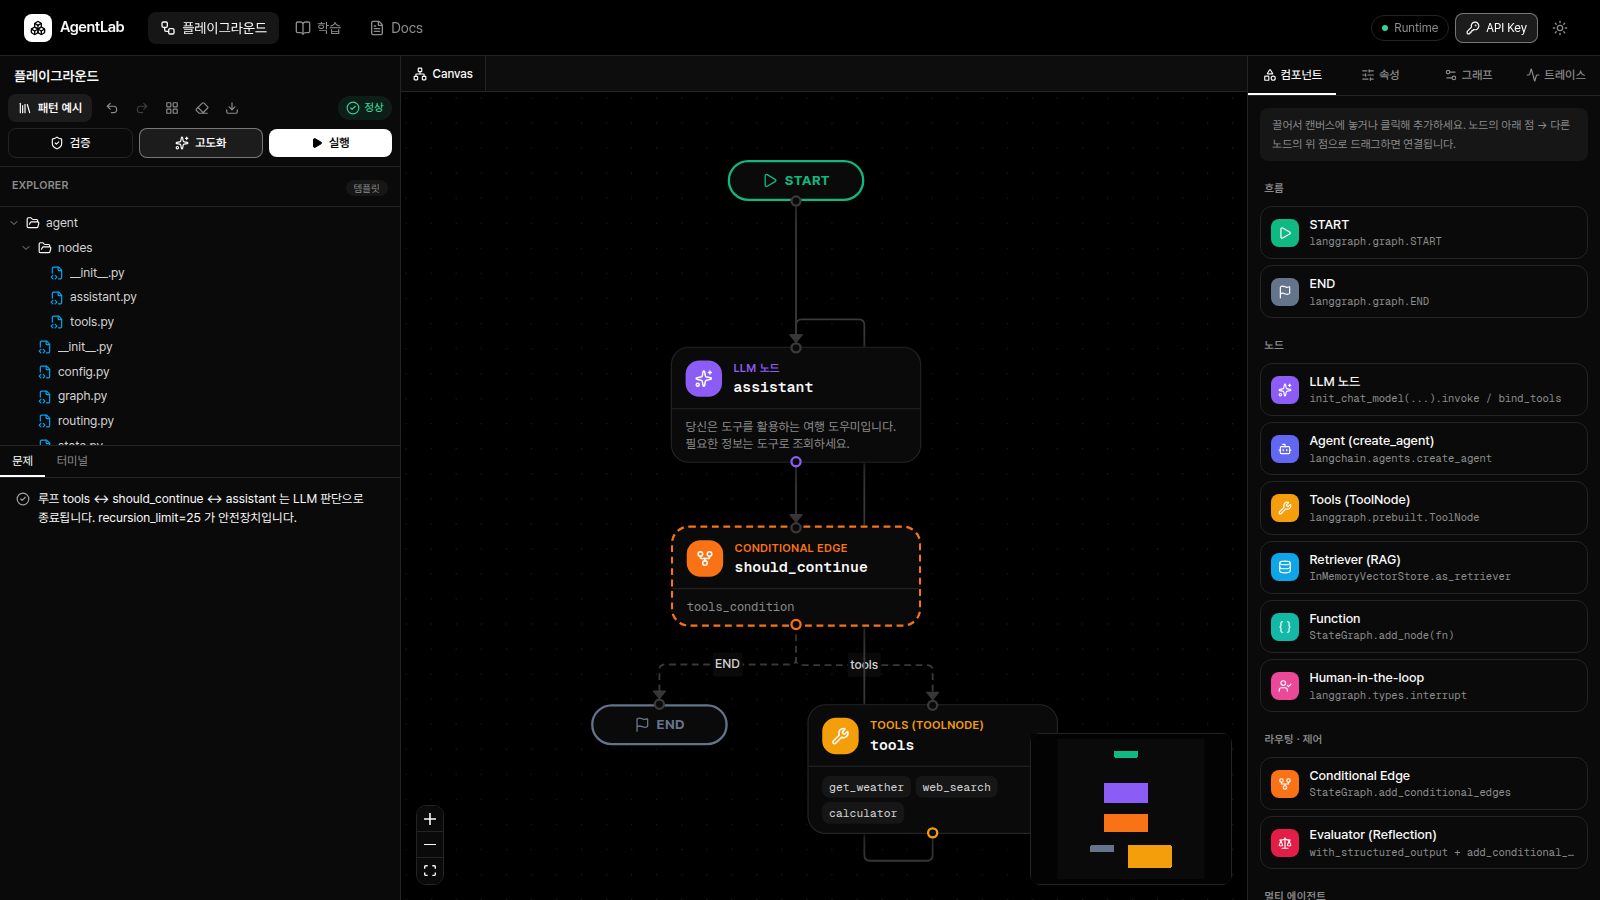 AgentLab
플레이그라운드
학습
Docs
Runtime
API Key
플레이그라운드
패턴 예시
정상
검증
고도화
실행
EXPLORER
템플릿
agent
nodes
__init__.py
assistant.py
tools.py
__init__.py
config.py
graph.py
routing.py
state.py
문제
터미널
루프 tools ↔ should_continue ↔ assistant 는 LLM 판단으로
종료됩니다. recursion_limit=25 가 안전장치입니다.
Canvas
START
LLM 노드
assistant
당신은 도구를 활용하는 여행 도우미입니다.
필요한 정보는 도구로 조회하세요.
CONDITIONAL EDGE
should_continue
tools_condition
END
tools
END
TOOLS (TOOLNODE)
tools
get_weather
web_search
calculator
컴포넌트
속성
그래프
트레이스
끌어서 캔버스에 놓거나 클릭해 추가하세요. 노드의 아래 점 → 다른
노드의 위 점으로 드래그하면 연결됩니다.
흐름
START
langgraph.graph.START
END
langgraph.graph.END
노드
LLM 노드
init_chat_model(...).invoke / bind_tools
Agent (create_agent)
langchain.agents.create_agent
Tools (ToolNode)
langgraph.prebuilt.ToolNode
Retriever (RAG)
InMemoryVectorStore.as_retriever
Function
StateGraph.add_node(fn)
Human-in-the-loop
langgraph.types.interrupt
라우팅 · 제어
Conditional Edge
StateGraph.add_conditional_edges
Evaluator (Reflection)
with_structured_output + add_conditional_…
멀티 에이전트